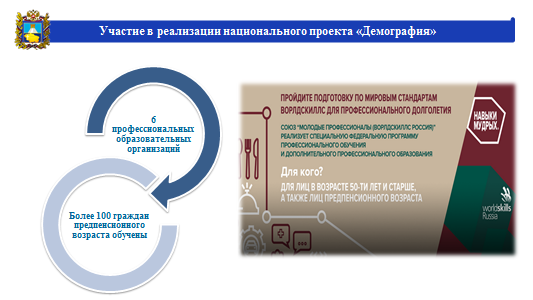 Участие в реализации национального проекта «Демография»
6
профессиональных
образовательных
организаций
Более 100 граждан
предпенсионного
возраста обучены
ПРОЙДИТЕ ПОДГОТОВКУ ПО МИРОВЫМ СТАНДАРТАМ
ВОРЛДСКИЛЛС ДЛЯ ПРОФЕССИОНАЛЬНОГО ДОЛГОЛЕТИЯ
СОЮЗ "МОЛОДЫЕ ПРОФЕССИОНАЛЫ (ВОРЛДСКИЛЛС РОССИЯ)"
РЕАЛИЗУЕТ СПЕЦИАЛЬНУЮ ФЕДЕРАЛЬНУЮ ПРОГРАММУ
ПРОФЕССИОНАЛЬНОГО ОБУЧЕНИЯ
И ДОПОЛНИТЕЛЬНОГО ПРОФЕССИОНАЛЬНОГО ОБРАЗОВАНИЯ
Для кого?
ДЛЯ ЛИЦ В ВОЗРАСТЕ 50-ТИ ЛЕТ И СТАРШЕ,
А ТАКЖЕ ЛИЦ ПРЕДПЕНСИОННОГО ВОЗРАСТА
НАВЫКИ
МУДРЫХ.
worldskills
Russia